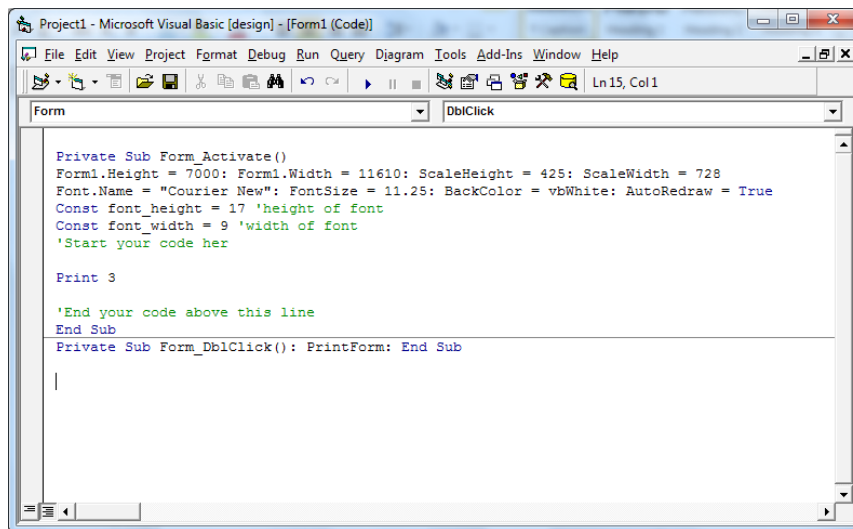 Project1 - Microsoft Visual Basic [design] - [Form1 (Code)]
File Edit View Project Format Debug Run Query Diagram Tools Add-Ins Window Help
Ln 15, Col 1
Form DblClick
Private Sub Form_Activate()
Form1.Height = 7000: Form1.Width = 11610: ScaleHeight = 425: ScaleWidth = 728
Font.Name = "Courier New": FontSize = 11.25: BackColor = vbWhite: AutoRedraw = True
Const font_height = 17 'height of font
Const font_width = 9 'width of font
'Start your code her
Print 3
'End your code above this line
End Sub
Private Sub Form_DblClick(): PrintForm: End Sub